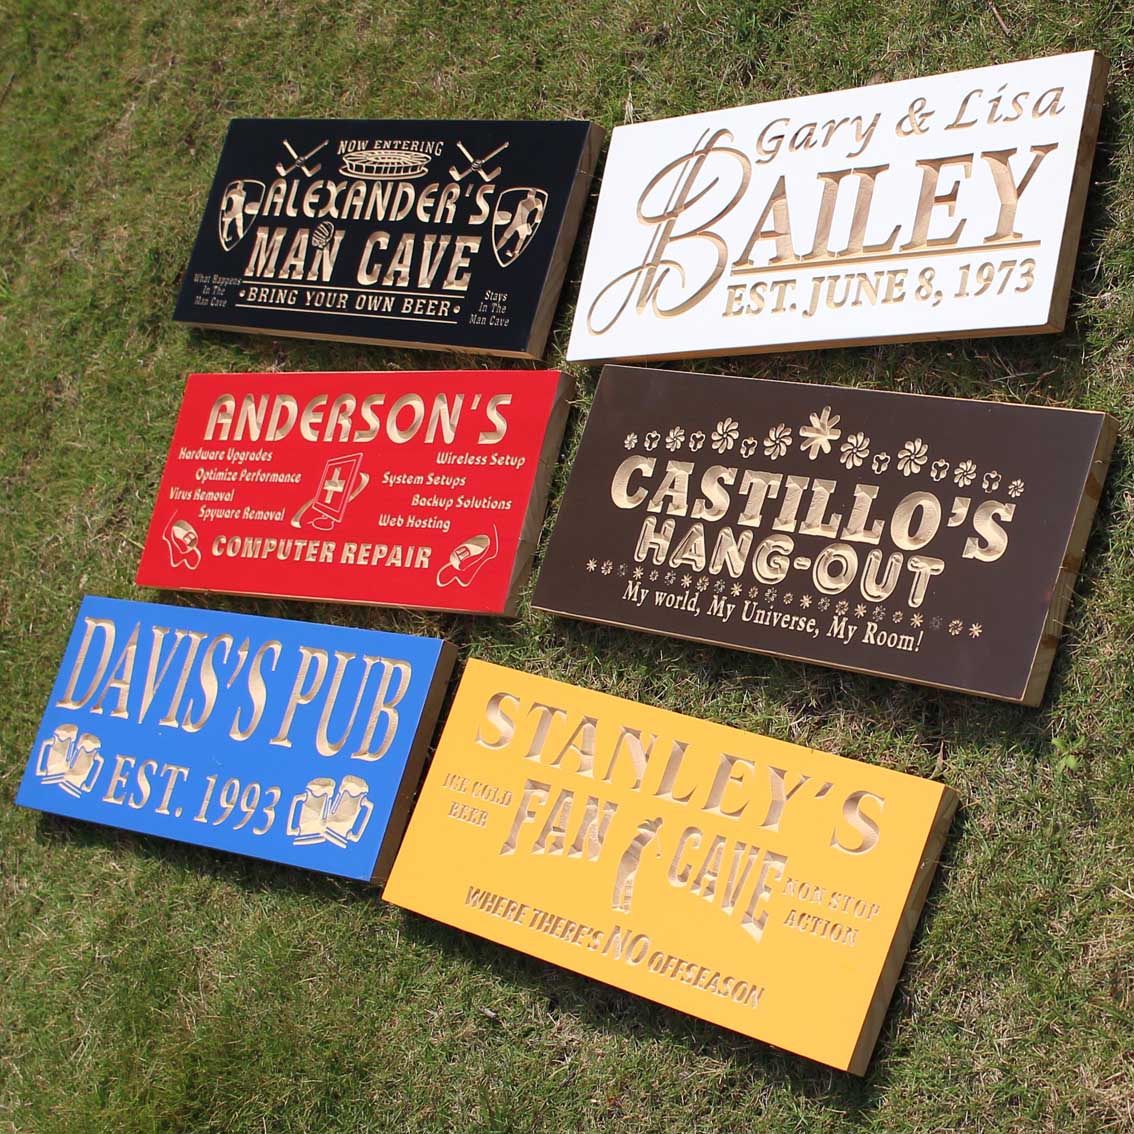 NOW ENTERING
ALEXANDER'S
MAN CAVE
What Happens
In The
Man Cave
•BRING YOUR OWN BEER•
Stays
In The
Man Cave
Gary & Lisa
BAILEY
EST. JUNE 8, 1973
ANDERSON'S
Hardware Upgrades
Optimize Performance
Virus Removal
Spyware Removal
Wireless Setup
System Setups
Backup Solutions
Web Hosting
COMPUTER REPAIR
CASTILLO'S
HANG-OUT
My world, My Universe, My Room!
DAVIS'S PUB
EST. 1993
STANLEY'S
ICE COLD
BEER
FAN CAVE
NON STOP
ACTION
WHERE THERE'S NO OFFSEASON